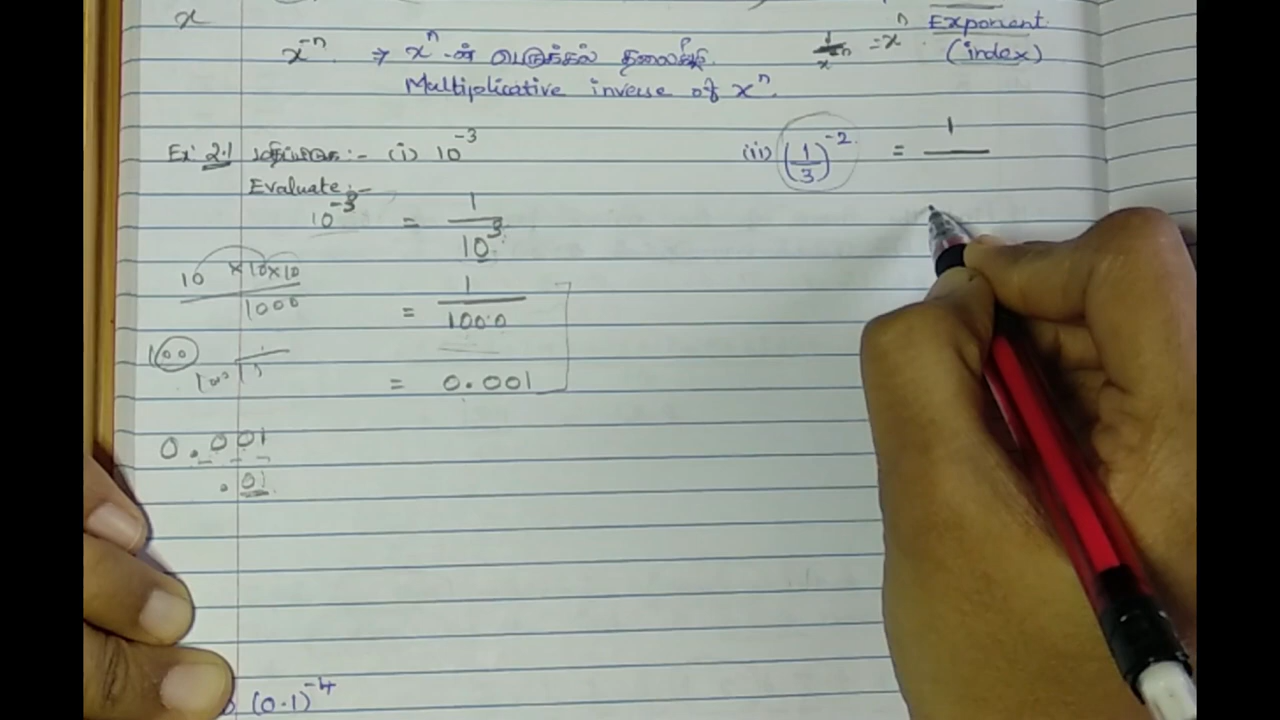 x
Exponent
(index)
x⁻ⁿ ⇒ xⁿ-ன் பெருக்கல் தலைகீழ்
1/x⁻ⁿ = xⁿ
Multiplicative inverse of xⁿ.
Ex: 2.1 மதிப்பிடுக:- (i) 10⁻³
Evaluate:-
10⁻³ = 1/10³
= 1/1000
= 0.001
10 × 10 × 10
1000
100
0.001
.01
(ii) (1/3)⁻² = 1
(0.1)⁻⁴